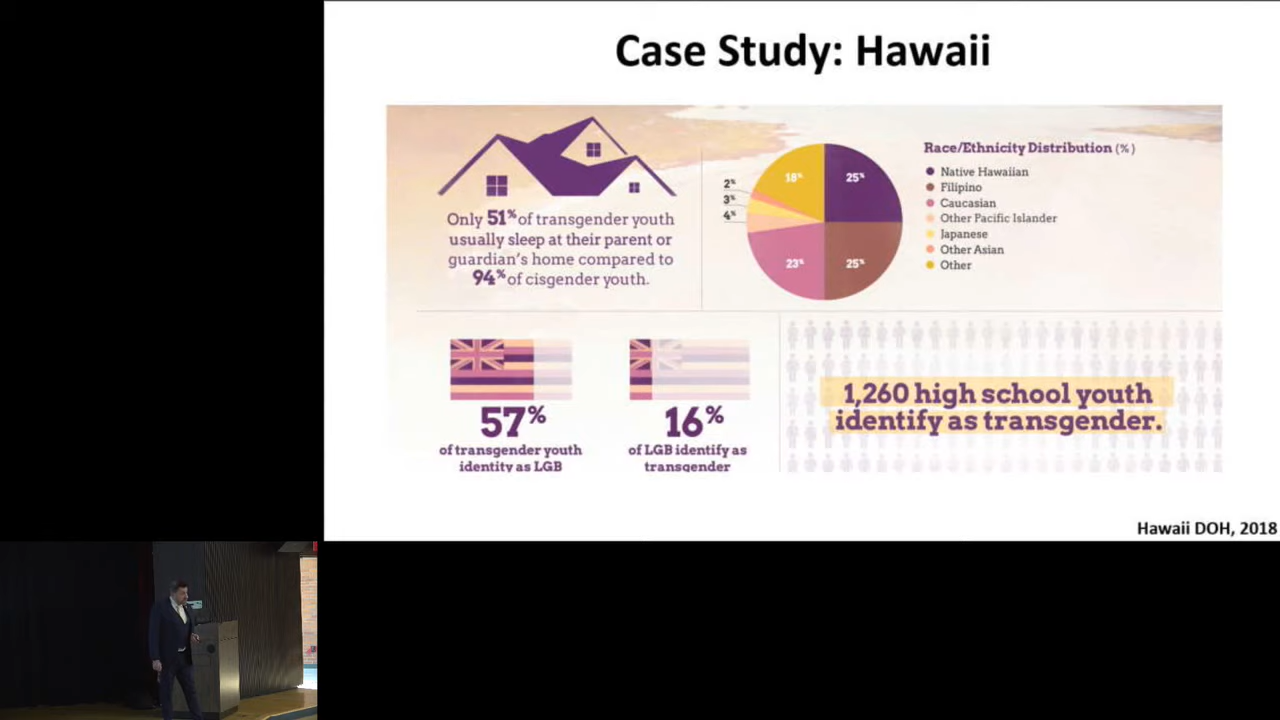 Case Study: Hawaii
Only 51% of transgender youth
usually sleep at their parent or
guardian's home compared to
94% of cisgender youth.
18%
25%
2%
3%
4%
23%
25%
Race/Ethnicity Distribution (%)
Native Hawaiian
Filipino
Caucasian
Other Pacific Islander
Japanese
Other Asian
Other
57%
of transgender youth
identity as LGB
16%
of LGB identify as
transgender
1,260 high school youth
identify as transgender.
Hawaii DOH, 2018